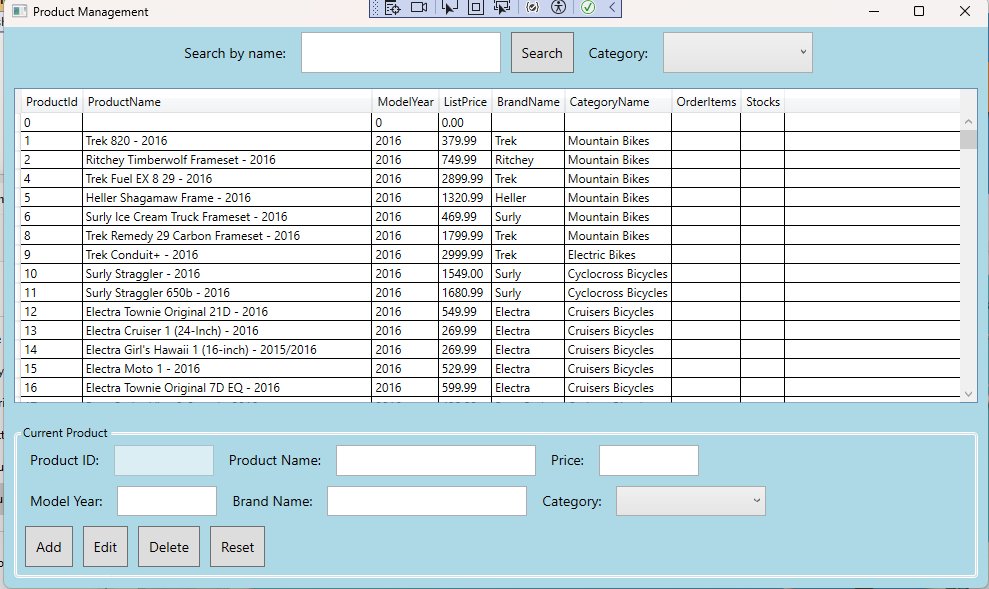 Product Management
Search by name: Search Category:
ProductId ProductName ModelYear ListPrice BrandName CategoryName OrderItems Stocks
0 0 0.00
1 Trek 820 - 2016 2016 379.99 Trek Mountain Bikes
2 Ritchey Timberwolf Frameset - 2016 2016 749.99 Ritchey Mountain Bikes
4 Trek Fuel EX 8 29 - 2016 2016 2899.99 Trek Mountain Bikes
5 Heller Shagamaw Frame - 2016 2016 1320.99 Heller Mountain Bikes
6 Surly Ice Cream Truck Frameset - 2016 2016 469.99 Surly Mountain Bikes
8 Trek Remedy 29 Carbon Frameset - 2016 2016 1799.99 Trek Mountain Bikes
9 Trek Conduit+ - 2016 2016 2999.99 Trek Electric Bikes
10 Surly Straggler - 2016 2016 1549.00 Surly Cyclocross Bicycles
11 Surly Straggler 650b - 2016 2016 1680.99 Surly Cyclocross Bicycles
12 Electra Townie Original 21D - 2016 2016 549.99 Electra Cruisers Bicycles
13 Electra Cruiser 1 (24-Inch) - 2016 2016 269.99 Electra Cruisers Bicycles
14 Electra Girl's Hawaii 1 (16-inch) - 2015/2016 2016 269.99 Electra Cruisers Bicycles
15 Electra Moto 1 - 2016 2016 529.99 Electra Cruisers Bicycles
16 Electra Townie Original 7D EQ - 2016 2016 599.99 Electra Cruisers Bicycles
Current Product
Product ID: Product Name: Price:
Model Year: Brand Name: Category:
Add Edit Delete Reset